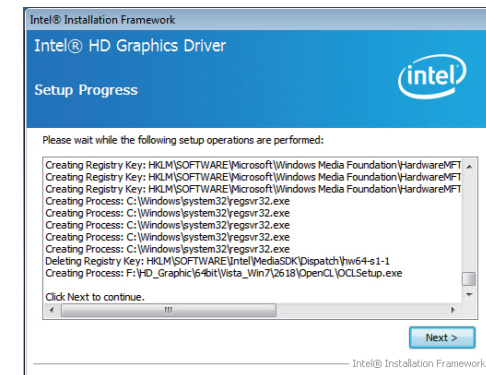 Intel® Installation Framework
Intel® HD Graphics Driver
intel
Setup Progress
Please wait while the following setup operations are performed:
Creating Registry Key: HKLM\SOFTWARE\Microsoft\Windows Media Foundation\HardwareMFT
Creating Registry Key: HKLM\SOFTWARE\Microsoft\Windows Media Foundation\HardwareMFT
Creating Registry Key: HKLM\SOFTWARE\Microsoft\Windows Media Foundation\HardwareMFT
Creating Process: C:\Windows\system32\regsvr32.exe
Creating Process: C:\Windows\system32\regsvr32.exe
Creating Process: C:\Windows\system32\regsvr32.exe
Creating Process: C:\Windows\system32\regsvr32.exe
Creating Process: C:\Windows\system32\regsvr32.exe
Deleting Registry Key: HKLM\SOFTWARE\Intel\MediaSDK\Dispatch\hw64-s1-1
Creating Process: F:\HD_Graphic\64bit\Vista_Win7\2618\OpenCL\OCLSetup.exe
Click Next to continue.
Next >
Intel® Installation Framework